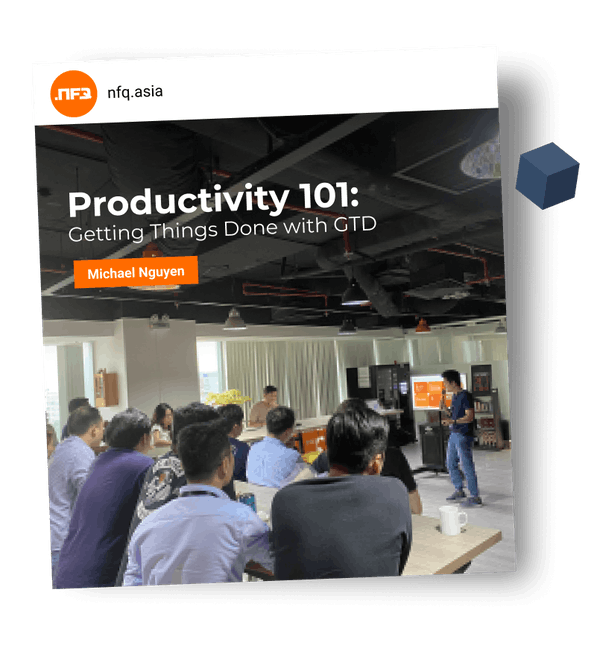 .NFQ
nfq.asia
Productivity 101:
Getting Things Done with GTD
Michael Nguyen